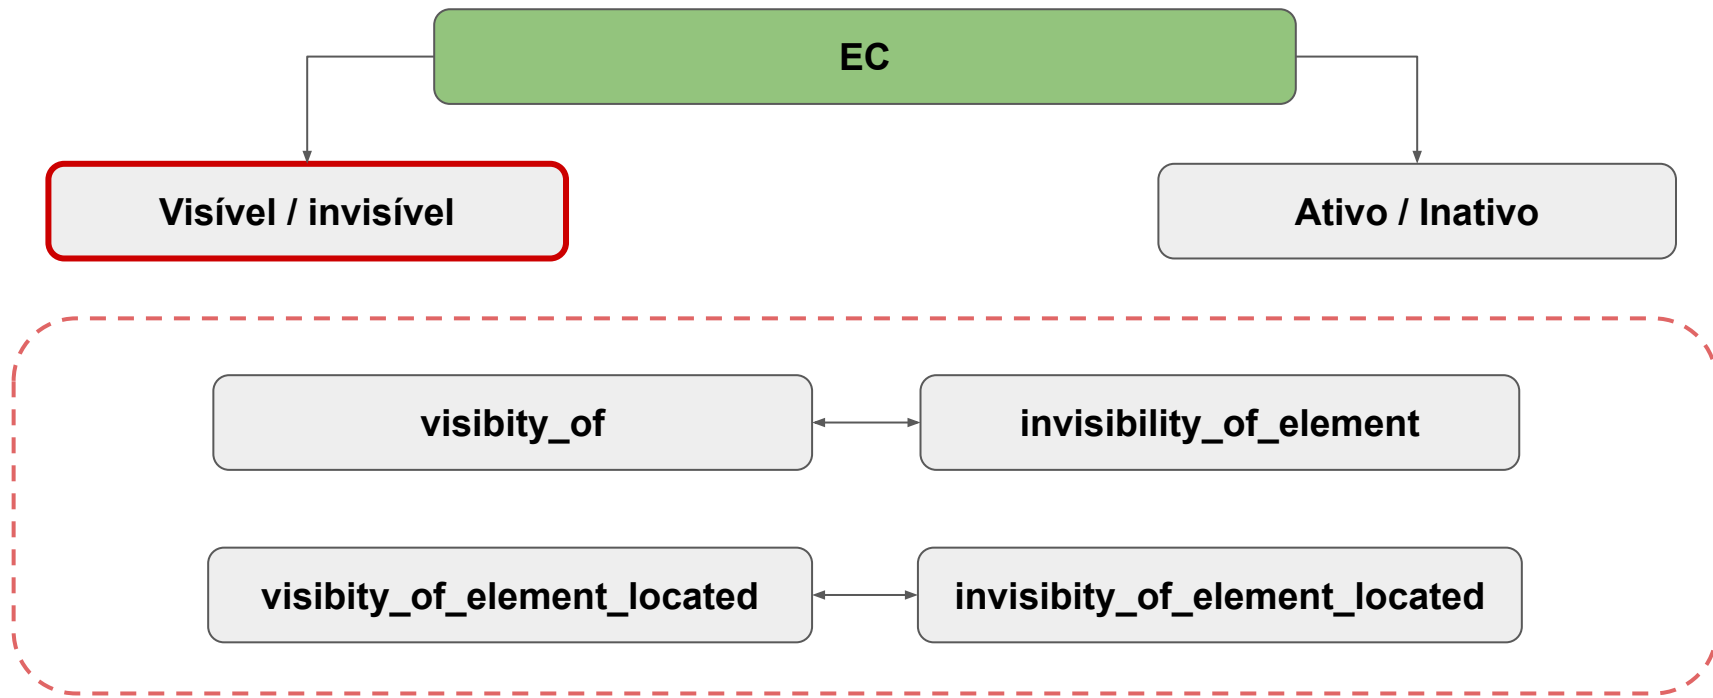 EC
Visível / invisível
Ativo / Inativo
visibity_of
invisibility_of_element
visibity_of_element_located
invisibity_of_element_located